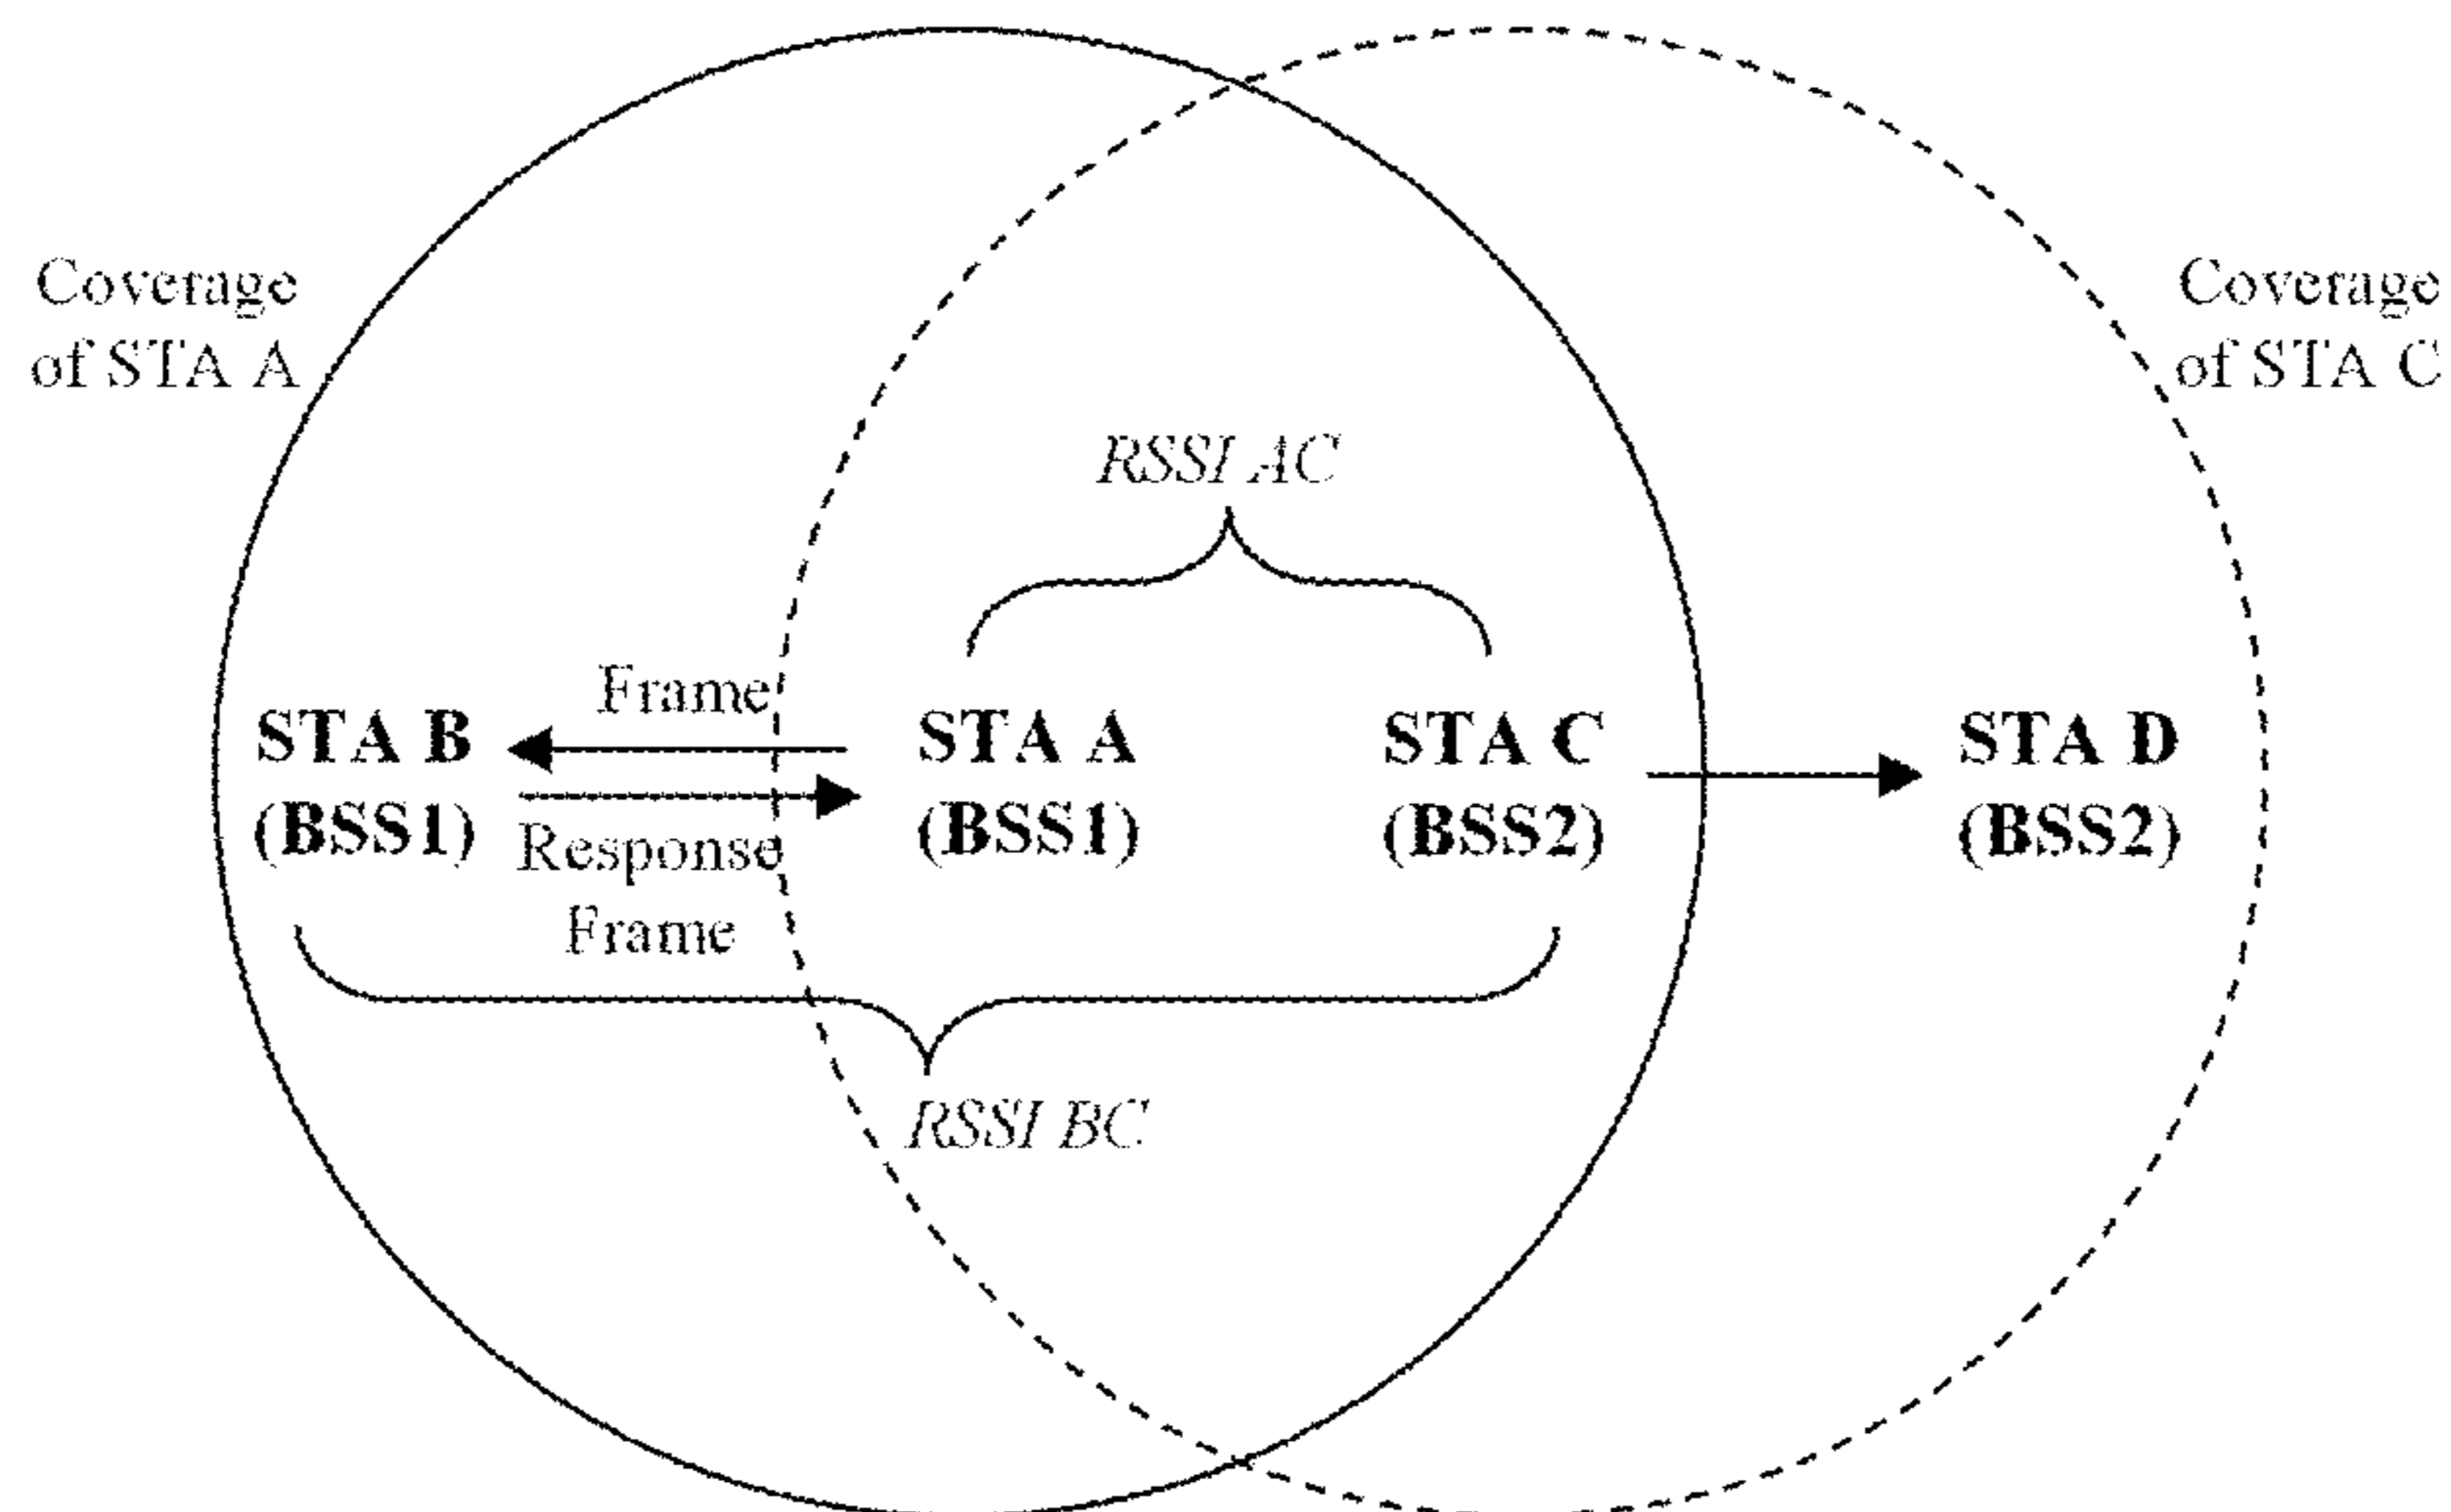 Coverage
of STA A
Coverage
of STA C
RSSI AC
Frame
STA B
(BSS1)
STA A
(BSS1)
STA C
(BSS2)
STA D
(BSS2)
Response
Frame
RSSI BC